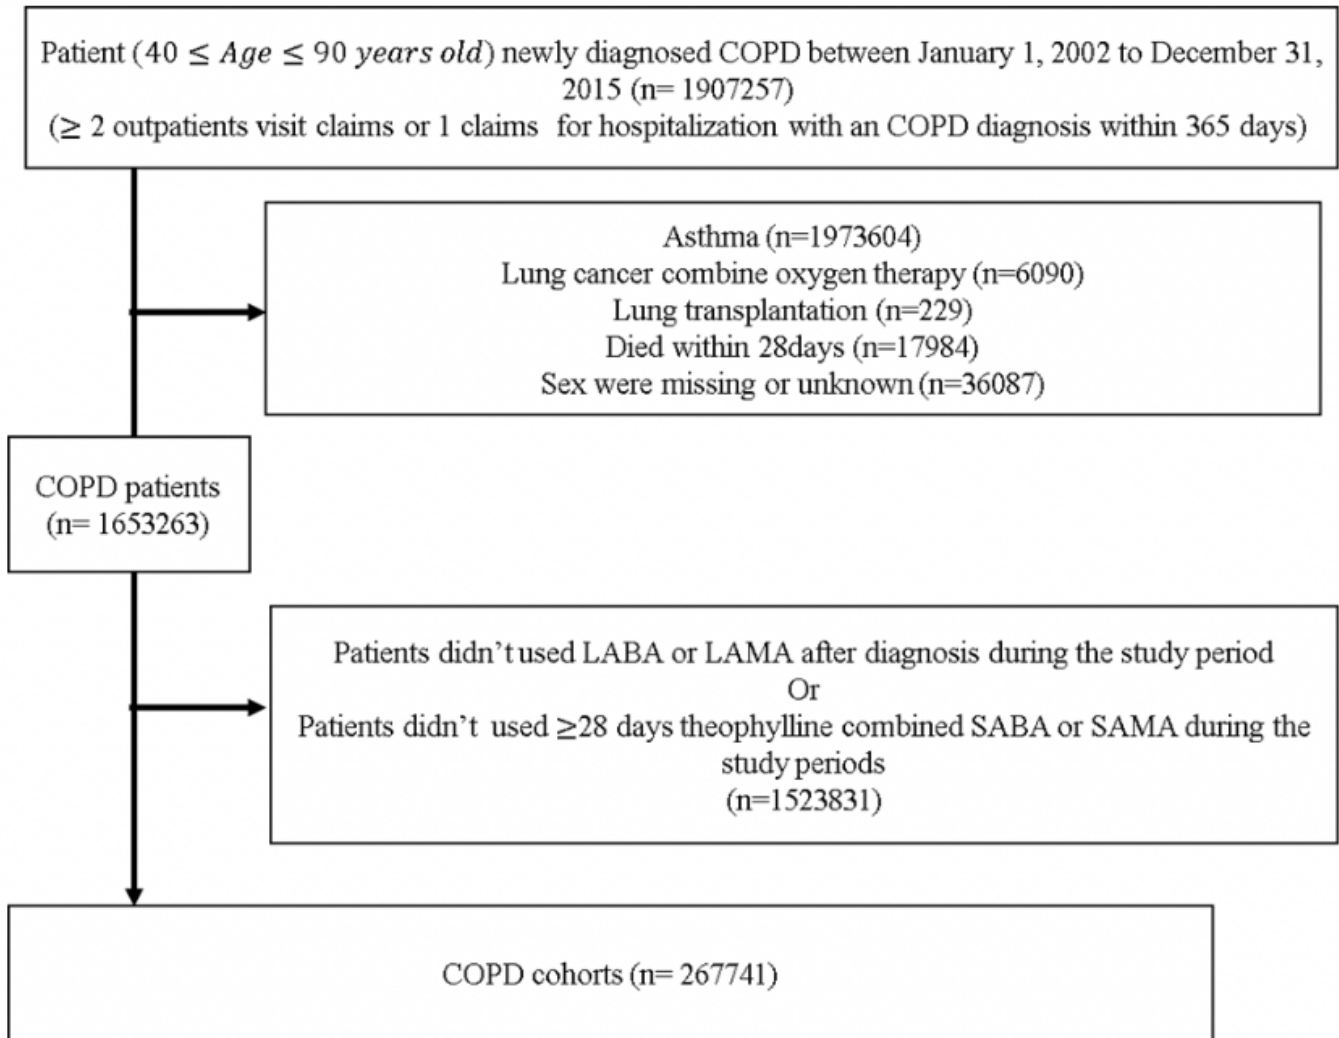 Patient (40 ≤ Age ≤ 90 years old) newly diagnosed COPD between January 1, 2002 to December 31,
2015 (n= 1907257)
(≥ 2 outpatients visit claims or 1 claims for hospitalization with an COPD diagnosis within 365 days)
Asthma (n=1973604)
Lung cancer combine oxygen therapy (n=6090)
Lung transplantation (n=229)
Died within 28days (n=17984)
Sex were missing or unknown (n=36087)
COPD patients
(n= 1653263)
Patients didn't used LABA or LAMA after diagnosis during the study period
Or
Patients didn't used ≥28 days theophylline combined SABA or SAMA during the
study periods
(n=1523831)
COPD cohorts (n= 267741)